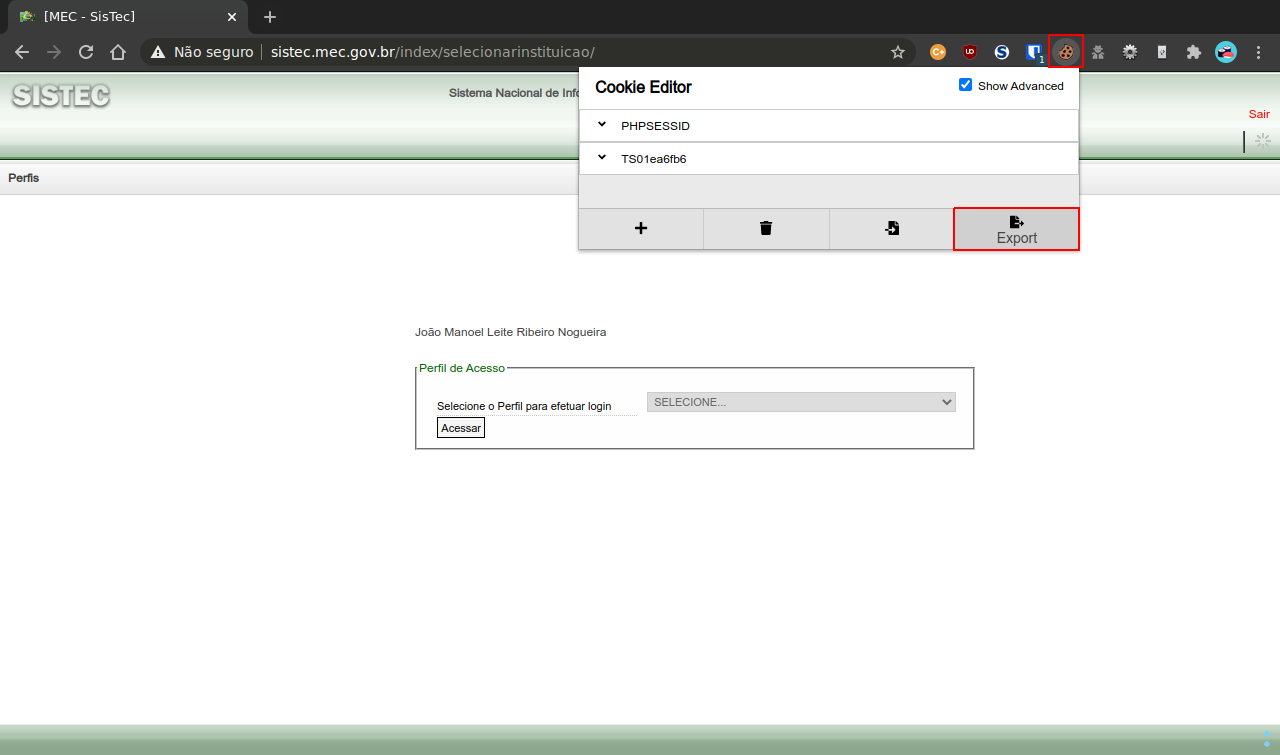 [MEC - SisTec]
Não seguro
sistec.mec.gov.br/index/selecionarinstituicao/
1
SISTEC
Sistema Nacional de Info
Cookie Editor
Show Advanced
Sair
PHPSESSID
TS01ea6fb6
Perfis
Export
João Manoel Leite Ribeiro Nogueira
Perfil de Acesso
Selecione o Perfil para efetuar login
SELECIONE...
Acessar